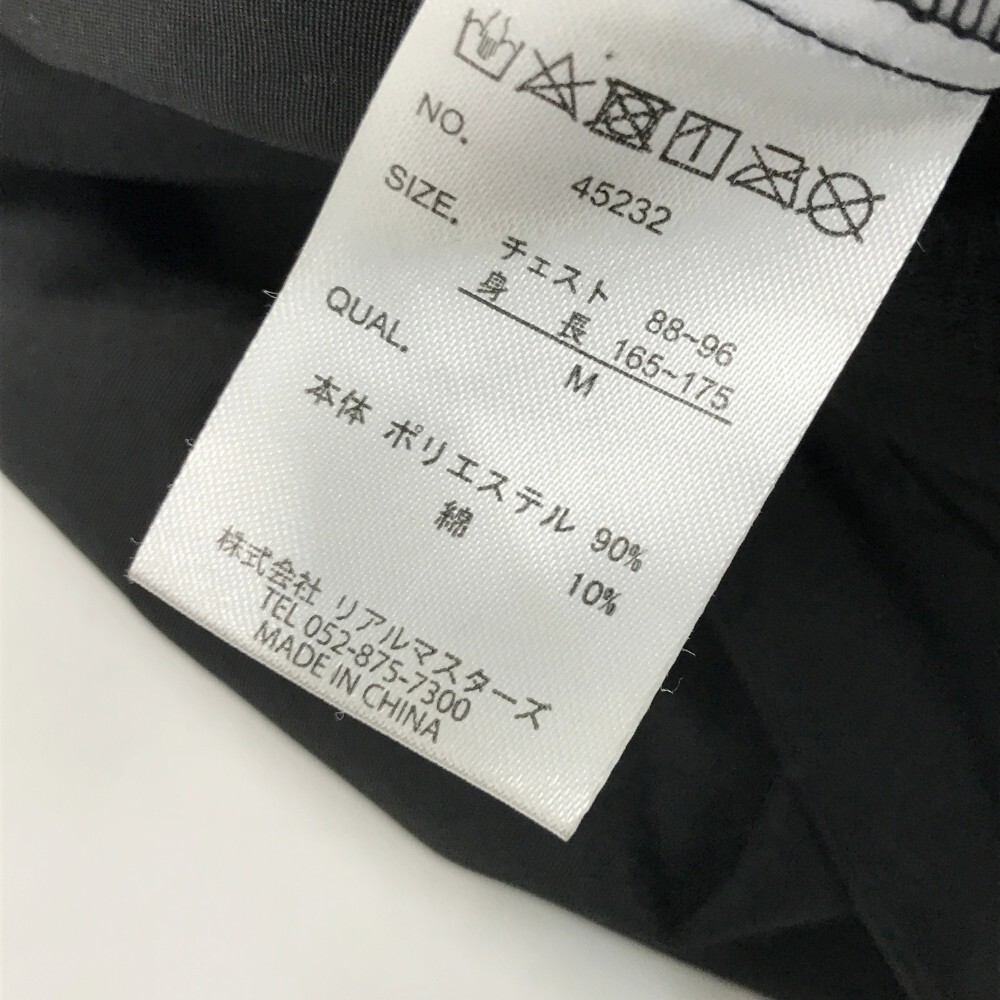 NO. 45232
SIZE.
チェスト 88~96
身 長 165~175
M
QUAL.
本体 ポリエステル 90%
綿 10%
株式会社 リアルマスターズ
TEL 052-875-7300
MADE IN CHINA